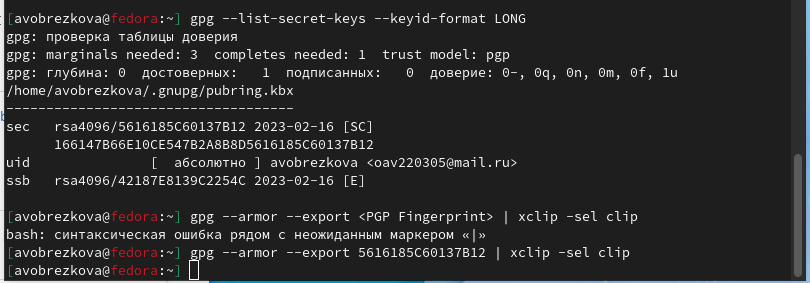 [avobrezkova@fedora:~] gpg --list-secret-keys --keyid-format LONG
gpg: проверка таблицы доверия
gpg: marginals needed: 3  completes needed: 1  trust model: pgp
gpg: глубина: 0  достоверных:   1  подписанных:   0  доверие: 0-, 0q, 0n, 0m, 0f, 1u
/home/avobrezkova/.gnupg/pubring.kbx
------------------------------------
sec   rsa4096/5616185C60137B12 2023-02-16 [SC]
      166147B66E10CE547B2A8B8D5616185C60137B12
uid               [  абсолютно ] avobrezkova <oav220305@mail.ru>
ssb   rsa4096/42187E8139C2254C 2023-02-16 [E]
[avobrezkova@fedora:~] gpg --armor --export <PGP Fingerprint> | xclip -sel clip
bash: синтаксическая ошибка рядом с неожиданным маркером «|»
[avobrezkova@fedora:~] gpg --armor --export 5616185C60137B12 | xclip -sel clip
[avobrezkova@fedora:~]